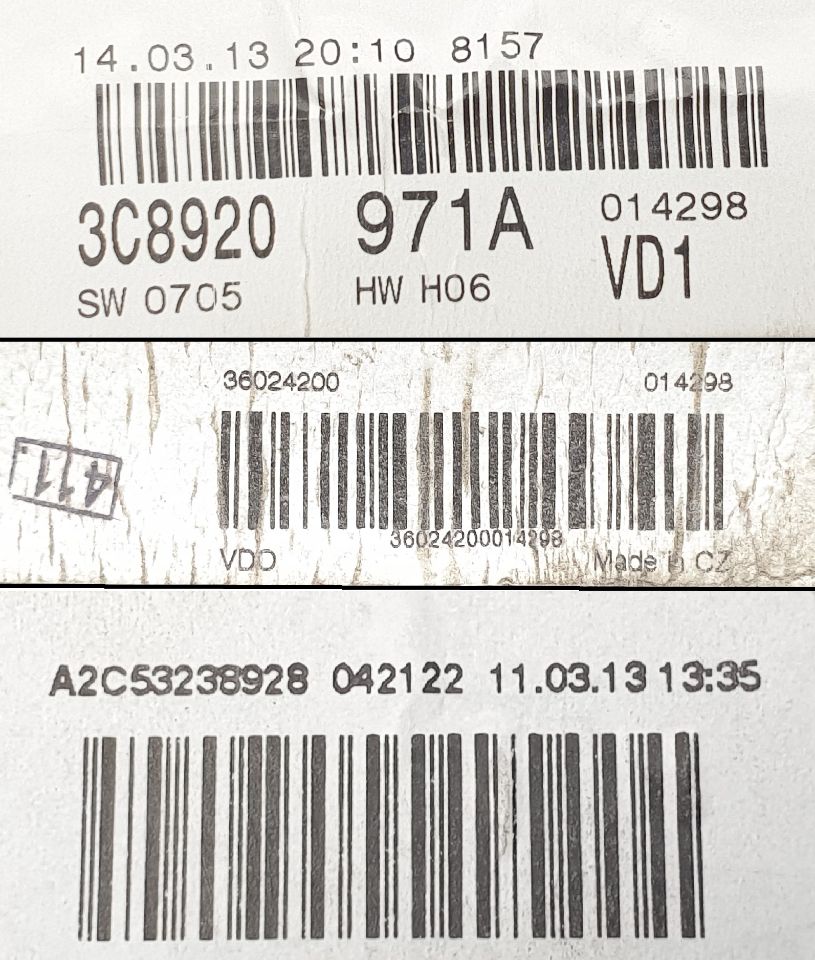 14.03.13 20:10 8157
3C8920 971A 014298
SW 0705 HW H06 VD1
36024200 014298
411
36024200014298
VDO Made in CZ
A2C53238928 042122 11.03.13 13:35